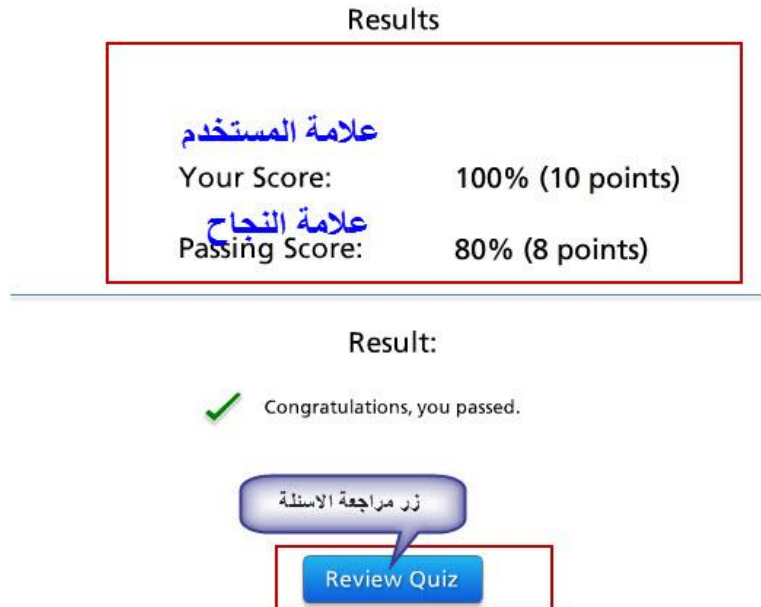 Results
علامة المستخدم
Your Score: 100% (10 points)
علامة النجاح
Passing Score: 80% (8 points)
Result:
Congratulations, you passed.
زر مراجعة الاسئلة
Review Quiz